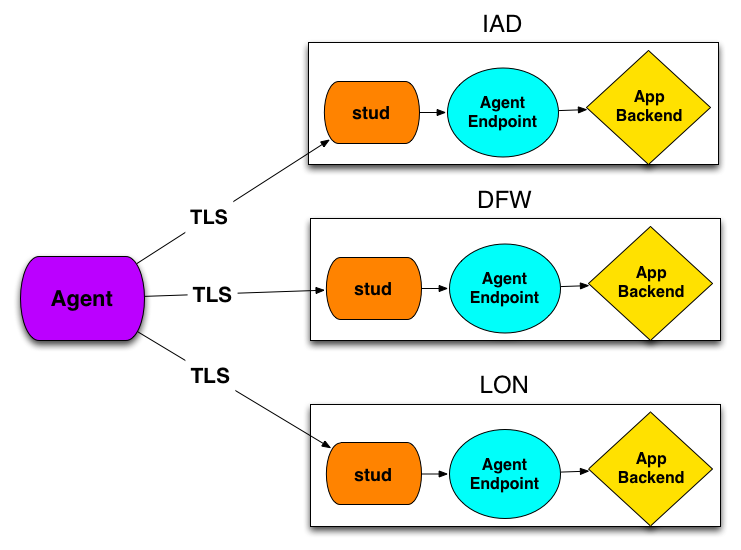 IAD
stud
Agent
Endpoint
App
Backend
TLS
DFW
Agent
TLS
stud
Agent
Endpoint
App
Backend
TLS
LON
stud
Agent
Endpoint
App
Backend